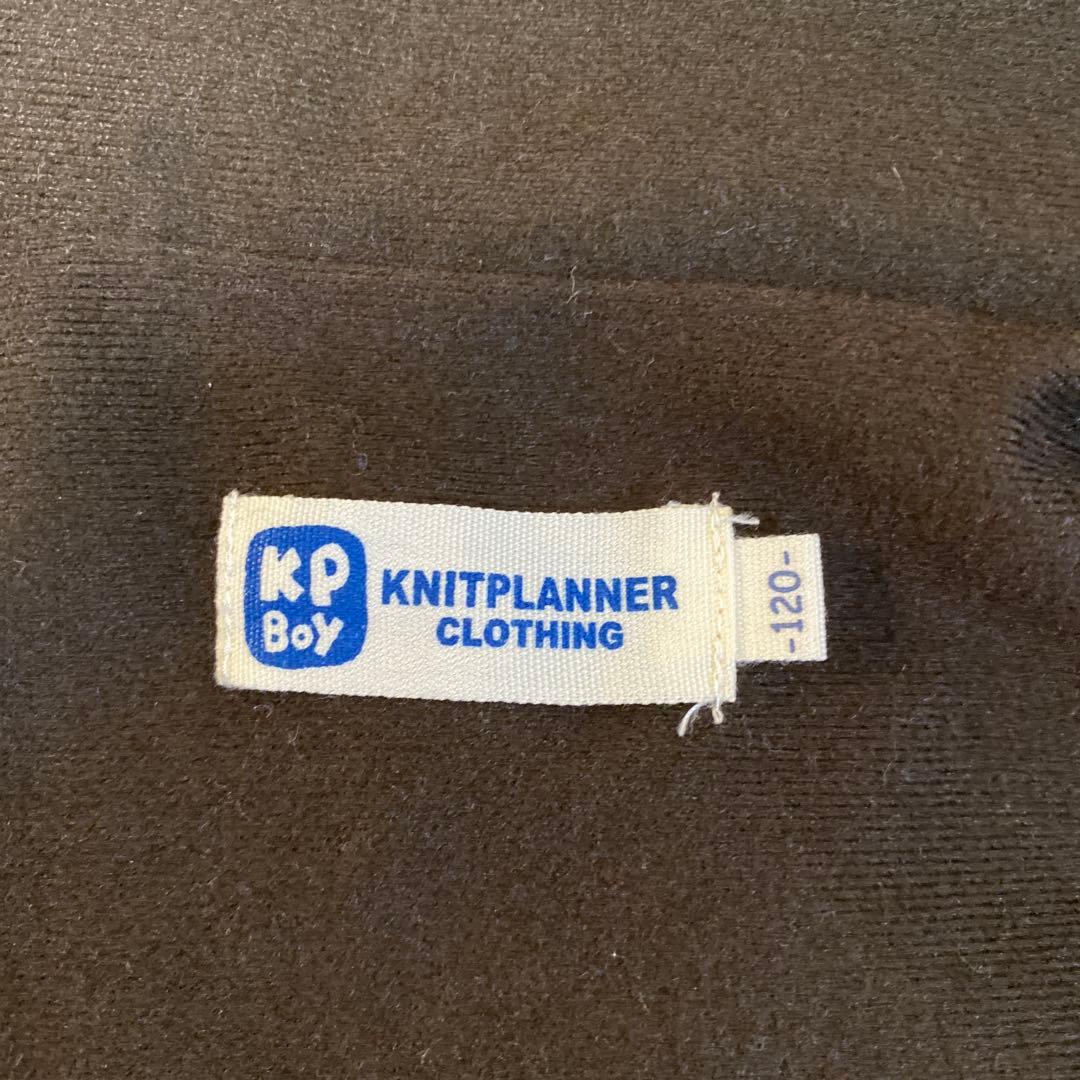 KP
Boy
KNITPLANNER
CLOTHING
-120-